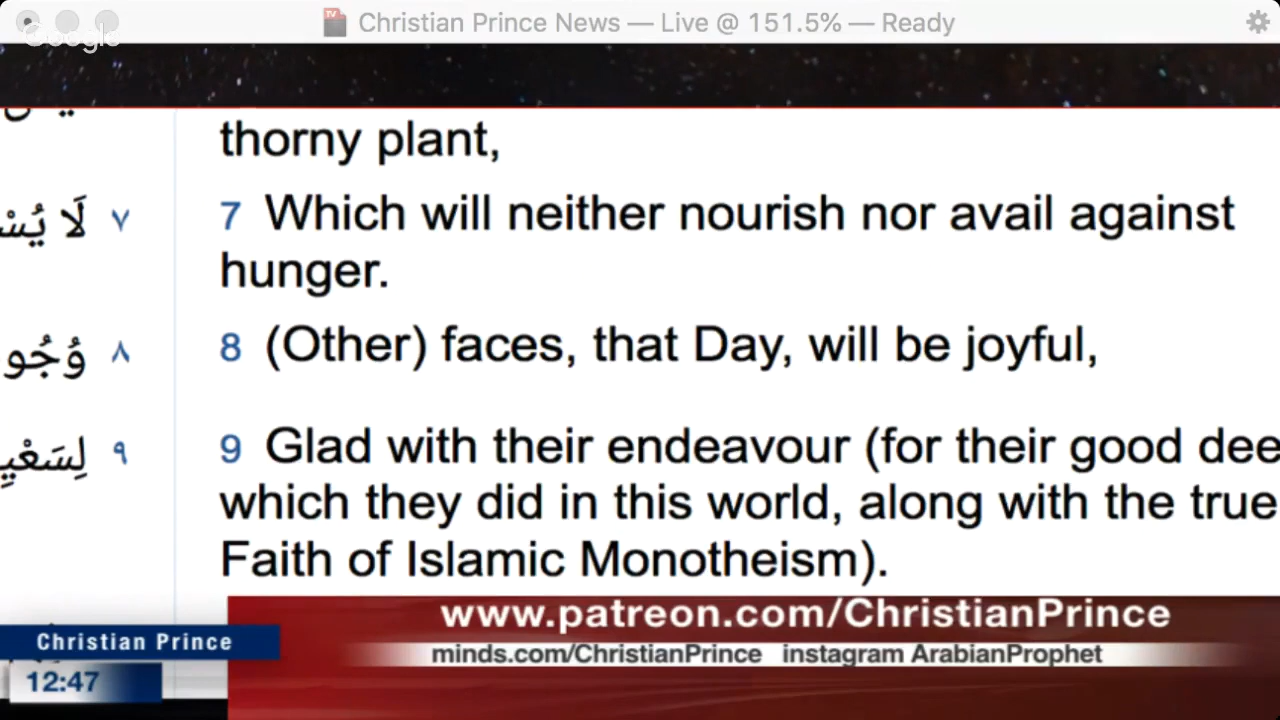 Christian Prince News — Live @ 151.5% — Ready
Google
thorny plant,
٧ لَا يُسْ
7 Which will neither nourish nor avail against
hunger.
٨ وُجُو
8 (Other) faces, that Day, will be joyful,
٩ لِسَعْيِ
9 Glad with their endeavour (for their good dee
which they did in this world, along with the true
Faith of Islamic Monotheism).
www.patreon.com/ChristianPrince
Christian Prince
minds.com/ChristianPrince instagram ArabianProphet
12:47